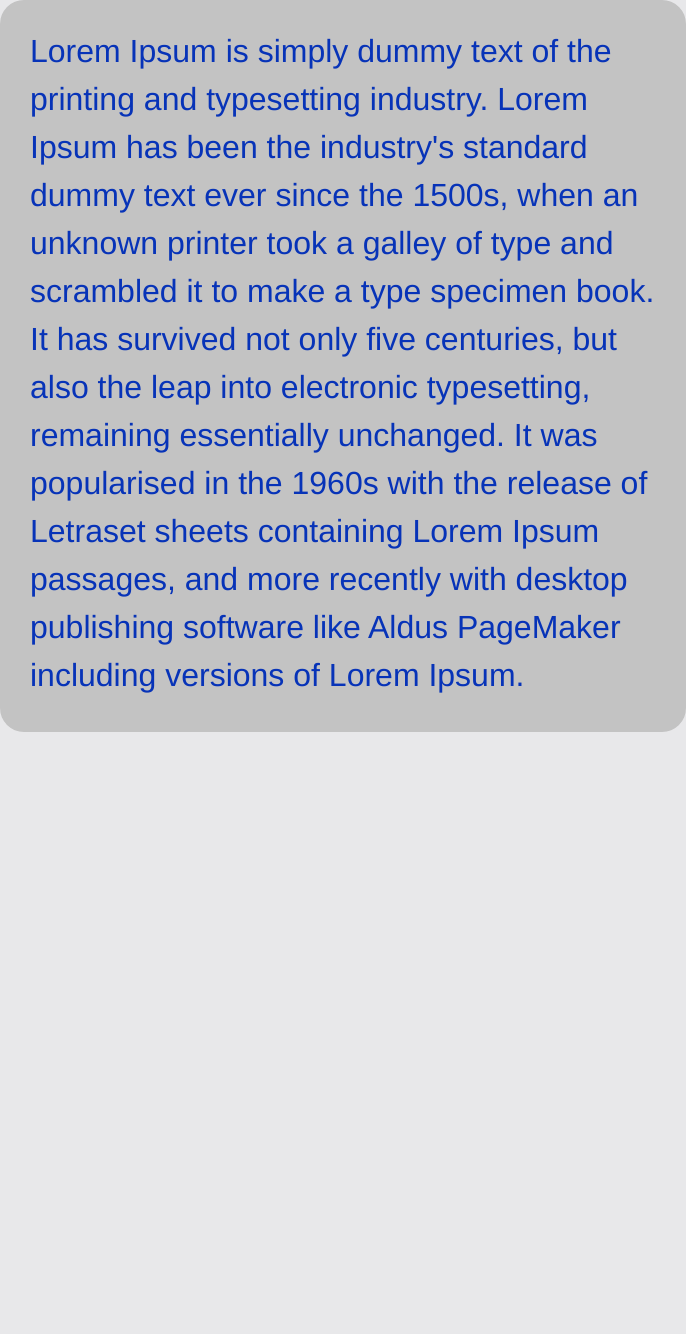 Lorem Ipsum is simply dummy text of the
printing and typesetting industry. Lorem
Ipsum has been the industry's standard
dummy text ever since the 1500s, when an
unknown printer took a galley of type and
scrambled it to make a type specimen book.
It has survived not only five centuries, but
also the leap into electronic typesetting,
remaining essentially unchanged. It was
popularised in the 1960s with the release of
Letraset sheets containing Lorem Ipsum
passages, and more recently with desktop
publishing software like Aldus PageMaker
including versions of Lorem Ipsum.